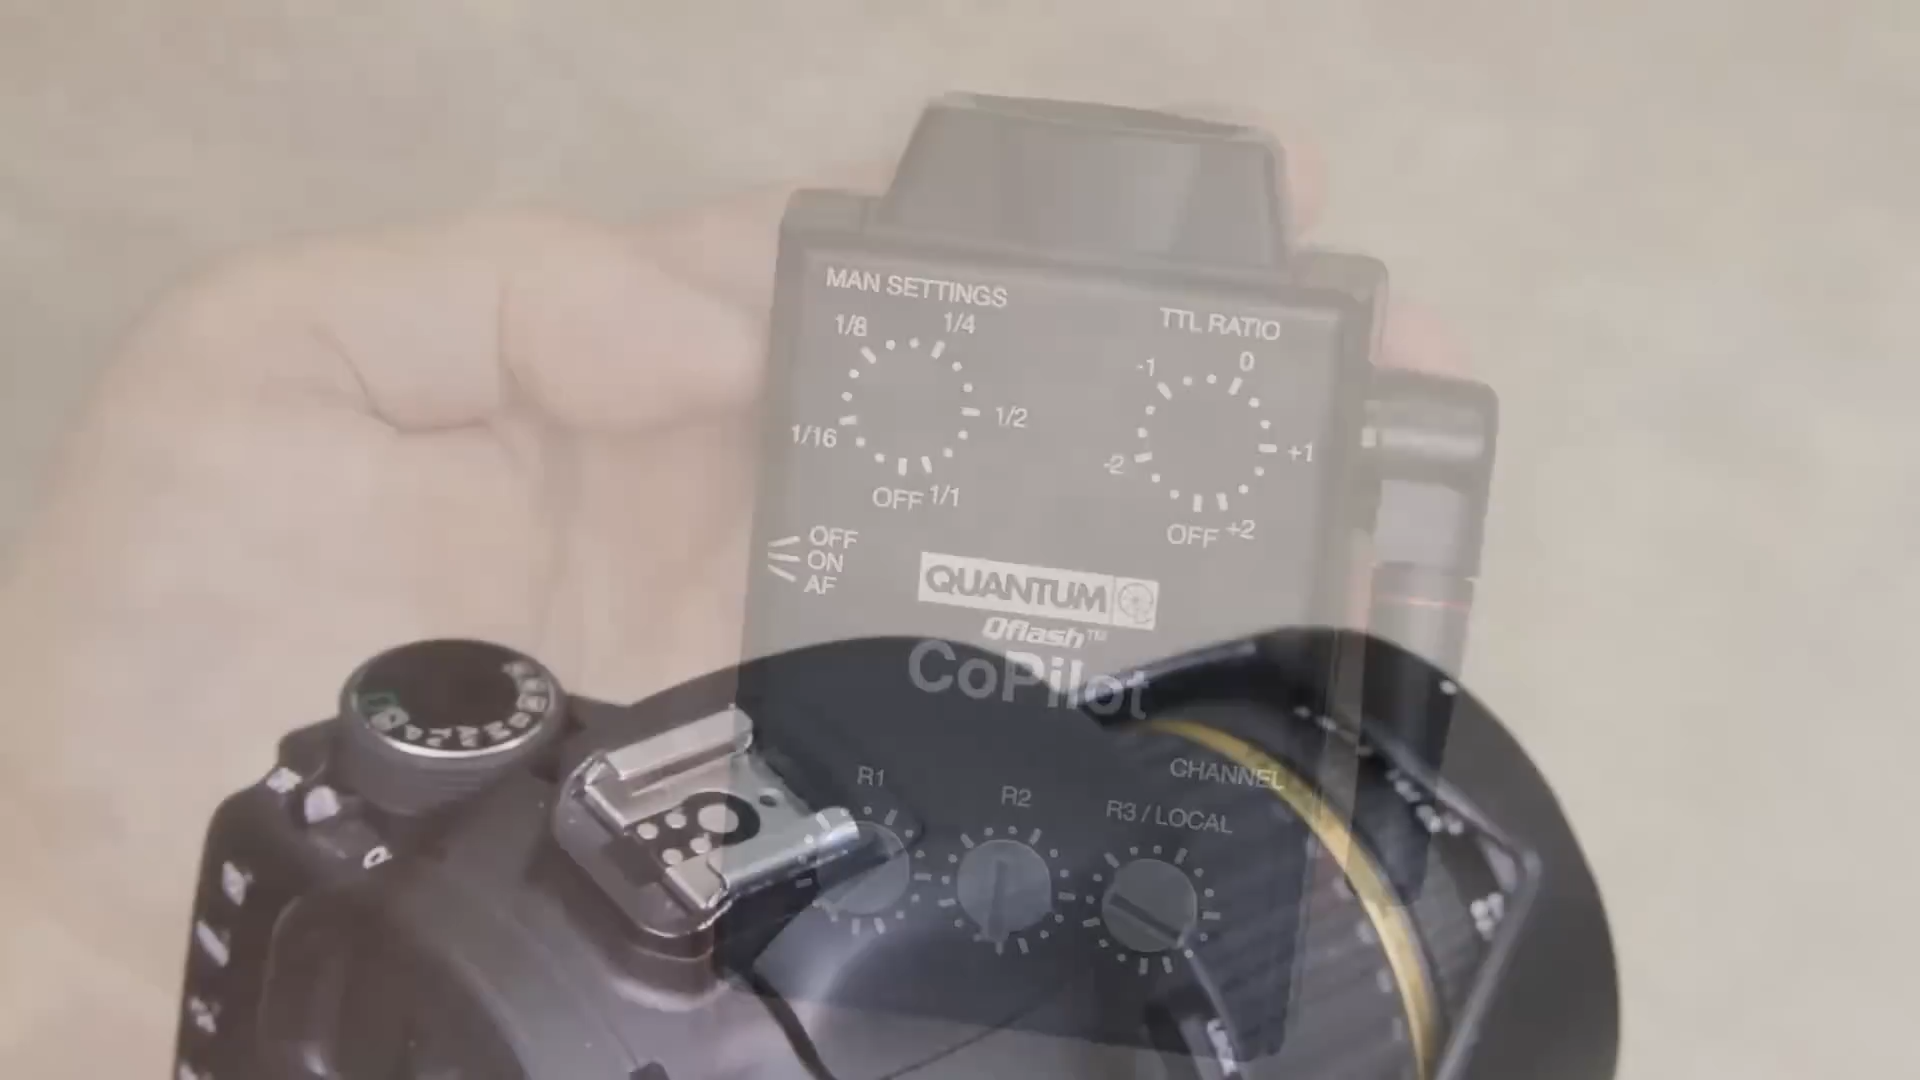 MAN SETTINGS
1/8
1/4
1/16
1/2
OFF
1/1
TTL RATIO
-1
0
-2
+1
OFF
+2
OFF
ON
AF
QUANTUM
Qflash™
CoPilot
CHANNEL
R1
R2
R3 / LOCAL